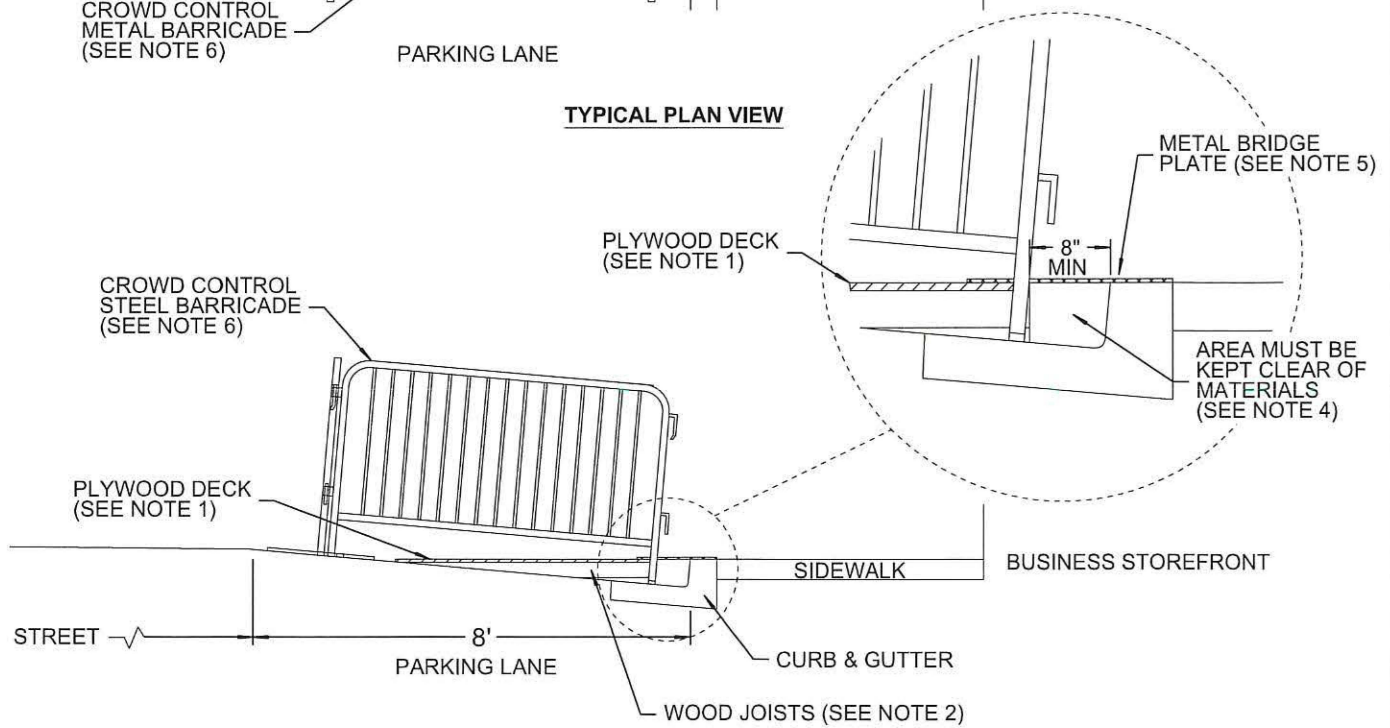 CROWD CONTROL
METAL BARRICADE
(SEE NOTE 6)
PARKING LANE
TYPICAL PLAN VIEW
METAL BRIDGE
PLATE (SEE NOTE 5)
PLYWOOD DECK
(SEE NOTE 1)
8"
MIN
CROWD CONTROL
STEEL BARRICADE
(SEE NOTE 6)
AREA MUST BE
KEPT CLEAR OF
MATERIALS
(SEE NOTE 4)
PLYWOOD DECK
(SEE NOTE 1)
SIDEWALK
BUSINESS STOREFRONT
STREET
8'
PARKING LANE
CURB & GUTTER
WOOD JOISTS (SEE NOTE 2)